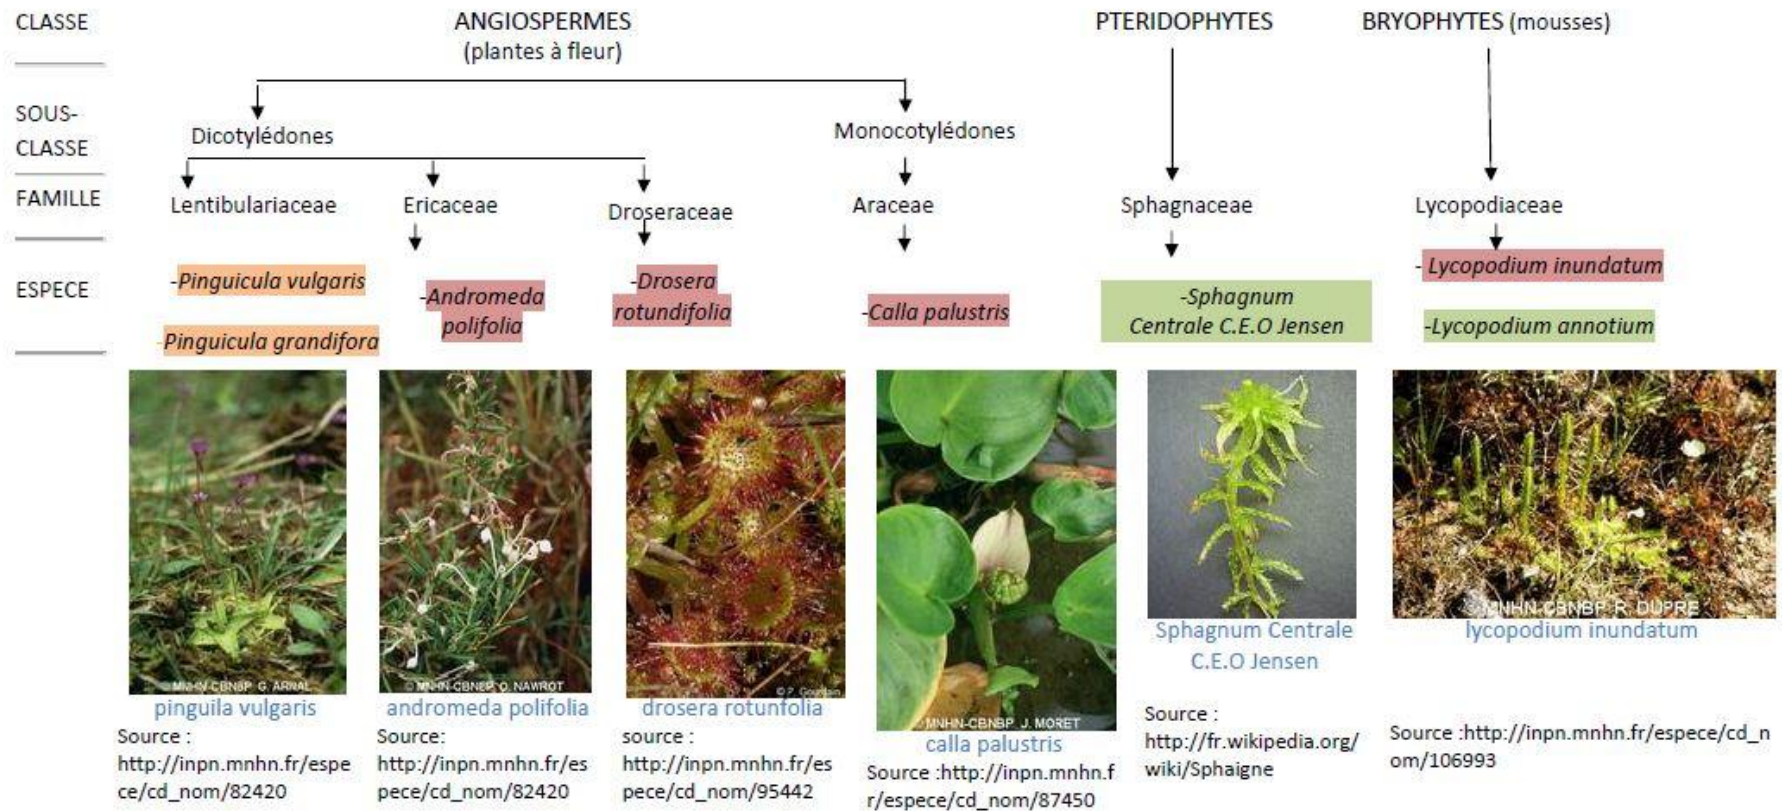 CLASSE
ANGIOSPERMES
(plantes à fleur)
PTERIDOPHYTES
BRYOPHYTES (mousses)
SOUS-
CLASSE
Dicotylédones
Monocotylédones
FAMILLE
Lentibulariaceae
Ericaceae
Droseraceae
Araceae
Sphagnaceae
Lycopodiaceae
ESPECE
-Pinguicula vulgaris
-Pinguicula grandifora
-Andromeda
polifolia
-Drosera
rotundifolia
-Calla palustris
-Sphagnum
Centrale C.E.O Jensen
- Lycopodium inundatum
-Lycopodium annotium
© MNHN-CBNBP G. ARNAL
pinguila vulgaris
Source :
http://inpn.mnhn.fr/espe
ce/cd_nom/82420
© MNHN-CBNBP O. NAWROT
andromeda polifolia
Source:
http://inpn.mnhn.fr/es
pece/cd_nom/82420
© P. Gourdain
drosera rotunfolia
source :
http://inpn.mnhn.fr/es
pece/cd_nom/95442
© MNHN-CBNBP J. MORET
calla palustris
Source :http://inpn.mnhn.f
r/espece/cd_nom/87450
Sphagnum Centrale
C.E.O Jensen
Source :
http://fr.wikipedia.org/
wiki/Sphaigne
© MNHN-CBNBP R. DUPRE
lycopodium inundatum
Source :http://inpn.mnhn.fr/espece/cd_n
om/106993